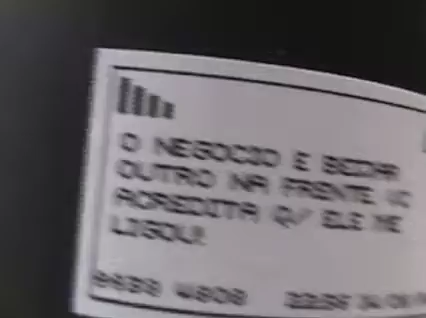 O NEGOCIO E BEIJAR
OUTRO NA FRENTE VC
ACREDITA Q/ ELE ME
LIGOU!